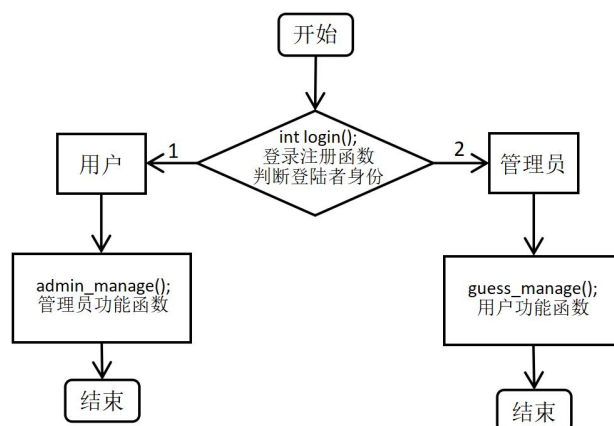 开始
int login();
登录注册函数
判断登陆者身份
1
2
用户
管理员
admin_manage();
管理员功能函数
guess_manage();
用户功能函数
结束
结束